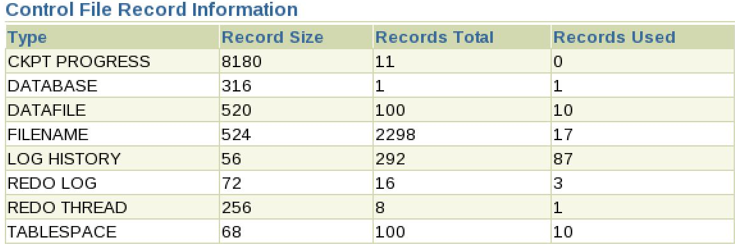 Control File Record Information
Type Record Size Records Total Records Used
CKPT PROGRESS 8180 11 0
DATABASE 316 1 1
DATAFILE 520 100 10
FILENAME 524 2298 17
LOG HISTORY 56 292 87
REDO LOG 72 16 3
REDO THREAD 256 8 1
TABLESPACE 68 100 10